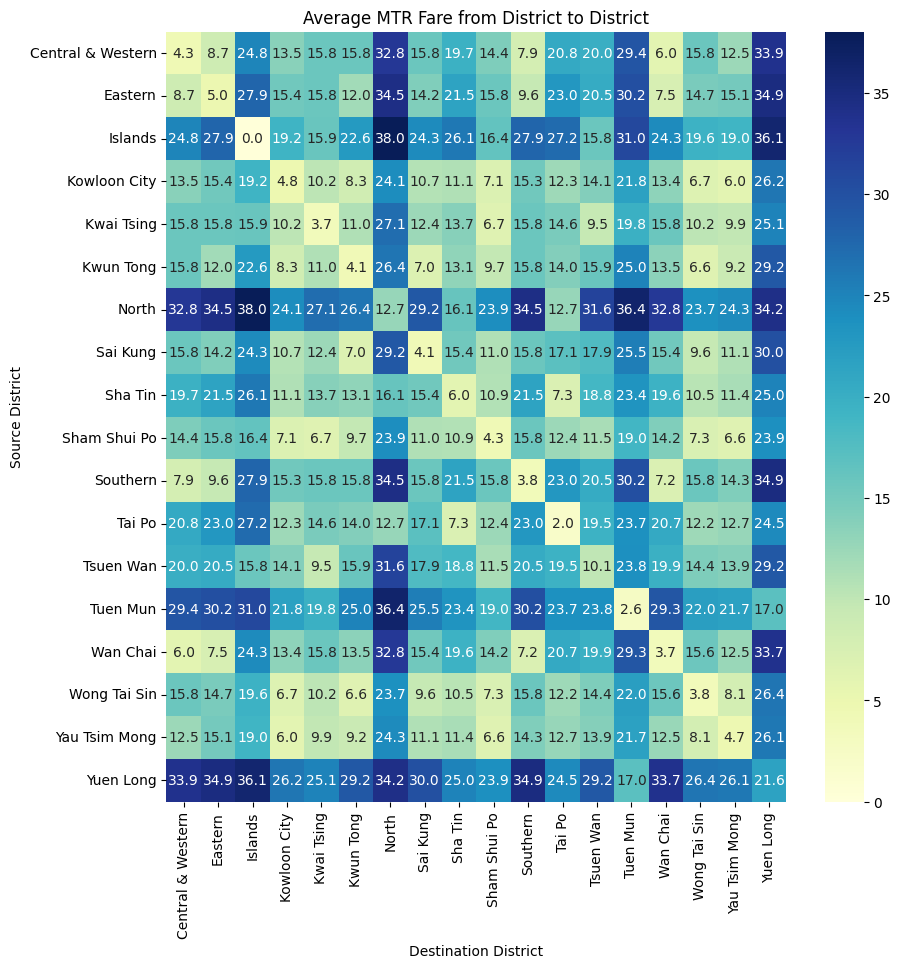 Average MTR Fare from District to District
Source District
Central & Western 4.3 8.7 24.8 13.5 15.8 15.8 32.8 15.8 19.7 14.4 7.9 20.8 20.0 29.4 6.0 15.8 12.5 33.9
Eastern 8.7 5.0 27.9 15.4 15.8 12.0 34.5 14.2 21.5 15.8 9.6 23.0 20.5 30.2 7.5 14.7 15.1 34.9
Islands 24.8 27.9 0.0 19.2 15.9 22.6 38.0 24.3 26.1 16.4 27.9 27.2 15.8 31.0 24.3 19.6 19.0 36.1
Kowloon City 13.5 15.4 19.2 4.8 10.2 8.3 24.1 10.7 11.1 7.1 15.3 12.3 14.1 21.8 13.4 6.7 6.0 26.2
Kwai Tsing 15.8 15.8 15.9 10.2 3.7 11.0 27.1 12.4 13.7 6.7 15.8 14.6 9.5 19.8 15.8 10.2 9.9 25.1
Kwun Tong 15.8 12.0 22.6 8.3 11.0 4.1 26.4 7.0 13.1 9.7 15.8 14.0 15.9 25.0 13.5 6.6 9.2 29.2
North 32.8 34.5 38.0 24.1 27.1 26.4 12.7 29.2 16.1 23.9 34.5 12.7 31.6 36.4 32.8 23.7 24.3 34.2
Sai Kung 15.8 14.2 24.3 10.7 12.4 7.0 29.2 4.1 15.4 11.0 15.8 17.1 17.9 25.5 15.4 9.6 11.1 30.0
Sha Tin 19.7 21.5 26.1 11.1 13.7 13.1 16.1 15.4 6.0 10.9 21.5 7.3 18.8 23.4 19.6 10.5 11.4 25.0
Sham Shui Po 14.4 15.8 16.4 7.1 6.7 9.7 23.9 11.0 10.9 4.3 15.8 12.4 11.5 19.0 14.2 7.3 6.6 23.9
Southern 7.9 9.6 27.9 15.3 15.8 15.8 34.5 15.8 21.5 15.8 3.8 23.0 20.5 30.2 7.2 15.8 14.3 34.9
Tai Po 20.8 23.0 27.2 12.3 14.6 14.0 12.7 17.1 7.3 12.4 23.0 2.0 19.5 23.7 20.7 12.2 12.7 24.5
Tsuen Wan 20.0 20.5 15.8 14.1 9.5 15.9 31.6 17.9 18.8 11.5 20.5 19.5 10.1 23.8 19.9 14.4 13.9 29.2
Tuen Mun 29.4 30.2 31.0 21.8 19.8 25.0 36.4 25.5 23.4 19.0 30.2 23.7 23.8 2.6 29.3 22.0 21.7 17.0
Wan Chai 6.0 7.5 24.3 13.4 15.8 13.5 32.8 15.4 19.6 14.2 7.2 20.7 19.9 29.3 3.7 15.6 12.5 33.7
Wong Tai Sin 15.8 14.7 19.6 6.7 10.2 6.6 23.7 9.6 10.5 7.3 15.8 12.2 14.4 22.0 15.6 3.8 8.1 26.4
Yau Tsim Mong 12.5 15.1 19.0 6.0 9.9 9.2 24.3 11.1 11.4 6.6 14.3 12.7 13.9 21.7 12.5 8.1 4.7 26.1
Yuen Long 33.9 34.9 36.1 26.2 25.1 29.2 34.2 30.0 25.0 23.9 34.9 24.5 29.2 17.0 33.7 26.4 26.1 21.6
Central & Western
Eastern
Islands
Kowloon City
Kwai Tsing
Kwun Tong
North
Sai Kung
Sha Tin
Sham Shui Po
Southern
Tai Po
Tsuen Wan
Tuen Mun
Wan Chai
Wong Tai Sin
Yau Tsim Mong
Yuen Long
Destination District
35
30
25
20
15
10
5
0